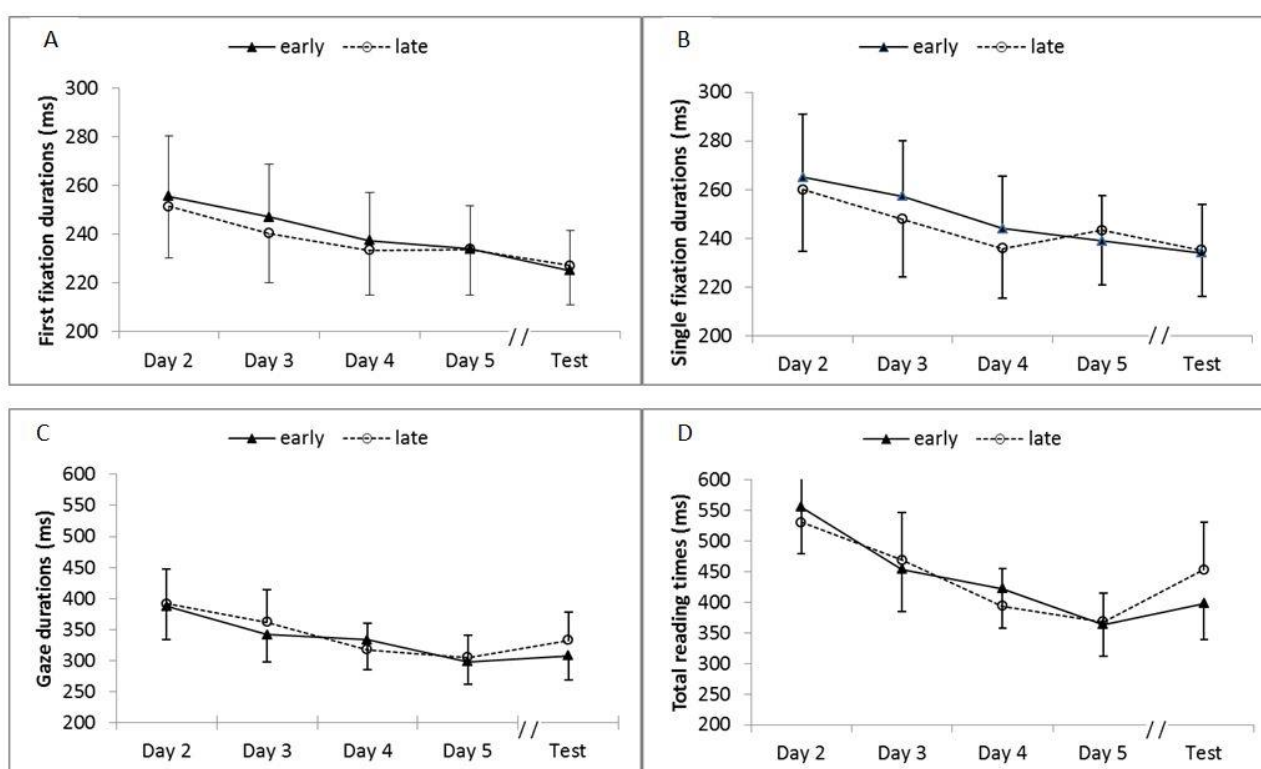 A
early late
First fixation durations (ms)
300
280
260
240
220
200
Day 2 Day 3 Day 4 Day 5 // Test
B
early late
Single fixation durations (ms)
300
280
260
240
220
200
Day 2 Day 3 Day 4 Day 5 // Test
C
early late
Gaze durations (ms)
600
550
500
450
400
350
300
250
200
Day 2 Day 3 Day 4 Day 5 // Test
D
early late
Total reading times (ms)
600
550
500
450
400
350
300
250
200
Day 2 Day 3 Day 4 Day 5 // Test